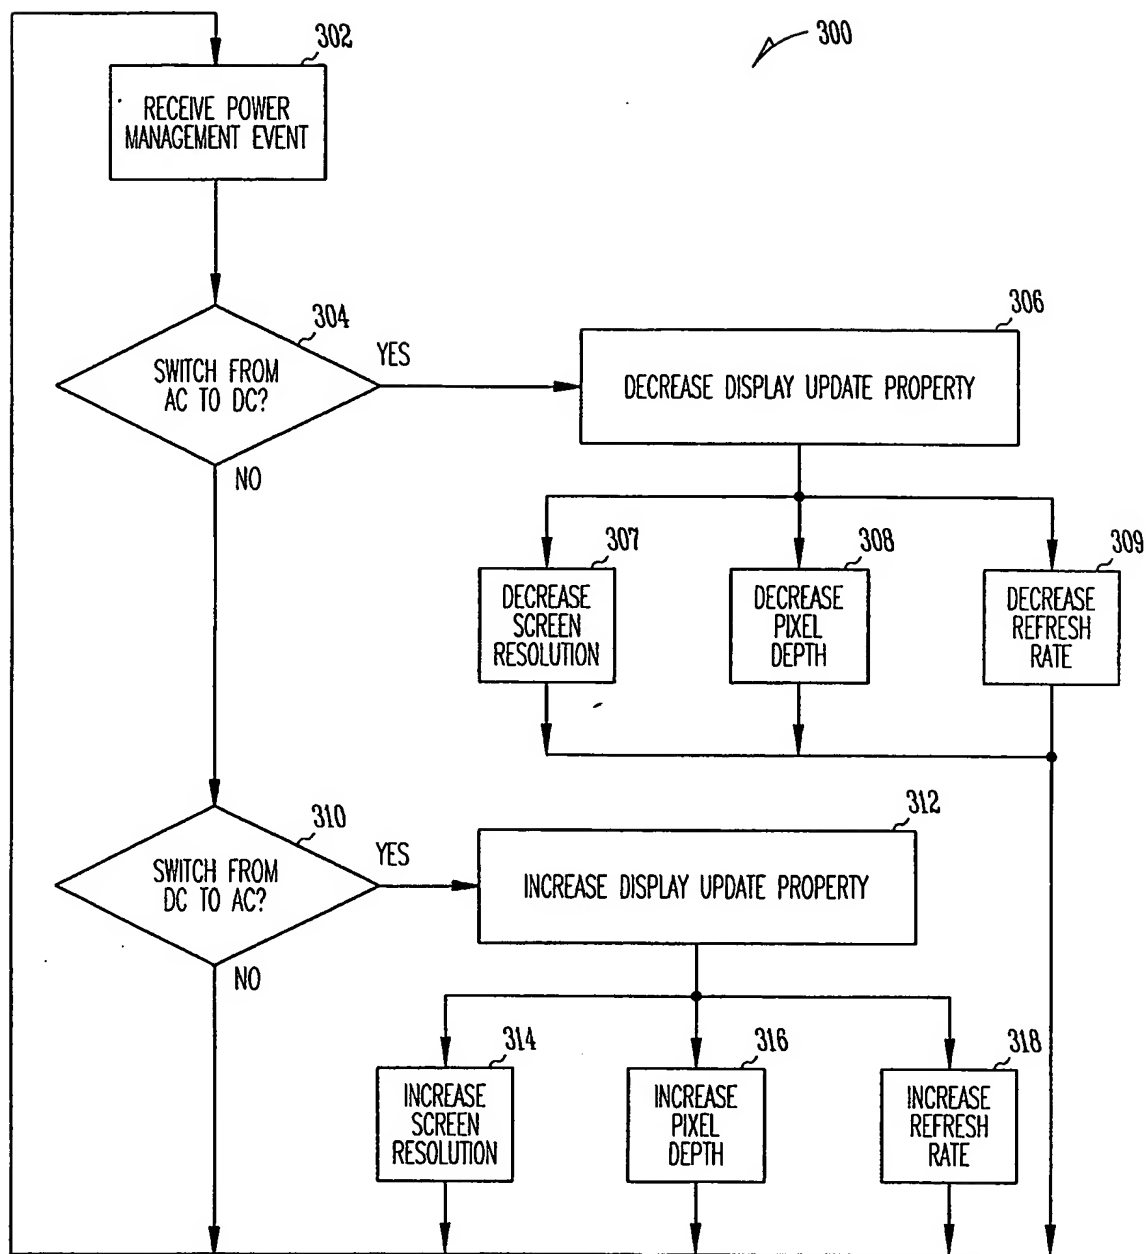 300
302
RECEIVE POWER
MANAGEMENT EVENT
304
SWITCH FROM
AC TO DC?
YES
NO
306
DECREASE DISPLAY UPDATE PROPERTY
307
DECREASE
SCREEN
RESOLUTION
308
DECREASE
PIXEL
DEPTH
309
DECREASE
REFRESH
RATE
310
SWITCH FROM
DC TO AC?
YES
NO
312
INCREASE DISPLAY UPDATE PROPERTY
314
INCREASE
SCREEN
RESOLUTION
316
INCREASE
PIXEL
DEPTH
318
INCREASE
REFRESH
RATE